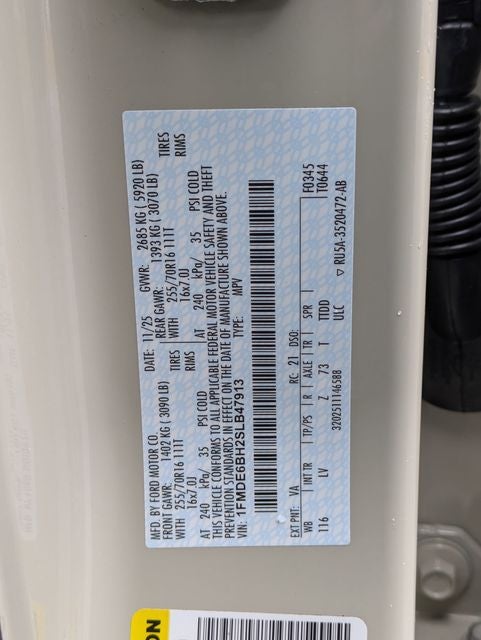 MFD. BY FORD MOTOR CO.
DATE: 11/25 GVWR: 2685 KG ( 5920 LB)
FRONT GAWR: 1402 KG ( 3090 LB) REAR GAWR: 1393 KG ( 3070 LB)
WITH 255/70R16 111T TIRES WITH 255/70R16 111T TIRES
16x7.0J RIMS 16x7.0J RIMS
AT 240 kPa/ 35 PSI COLD AT 240 kPa/ 35 PSI COLD
THIS VEHICLE CONFORMS TO ALL APPLICABLE FEDERAL MOTOR VEHICLE SAFETY AND THEFT
PREVENTION STANDARDS IN EFFECT ON THE DATE OF MANUFACTURE SHOWN ABOVE.
VIN: 1FMDE6BH2SLB47913 TYPE: MPV
EXT PNT: VA RC: 21 DSO: F0345
WB INT TR TP/PS R AXLE TR SPR T0644
116 LV Z 73 T TTDD
ULC
3202511146588 ▽ RU5A-3520472-AB
ON